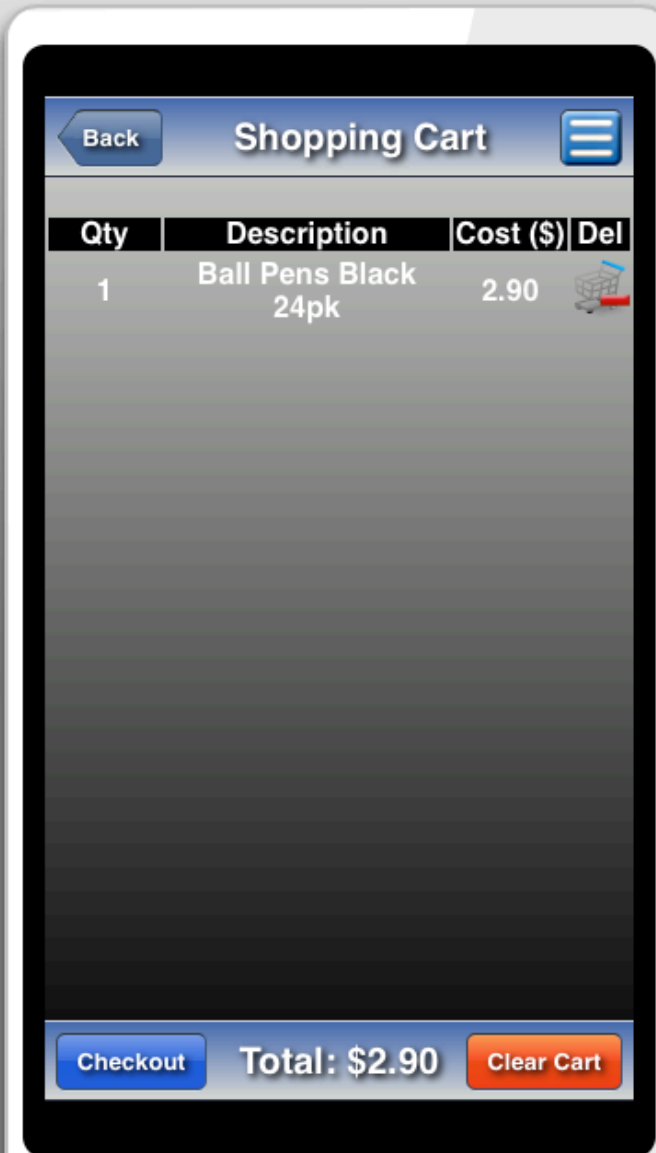 Back Shopping Cart
Qty Description Cost ($) Del
1 Ball Pens Black 2.90
24pk
Checkout Total: $2.90 Clear Cart